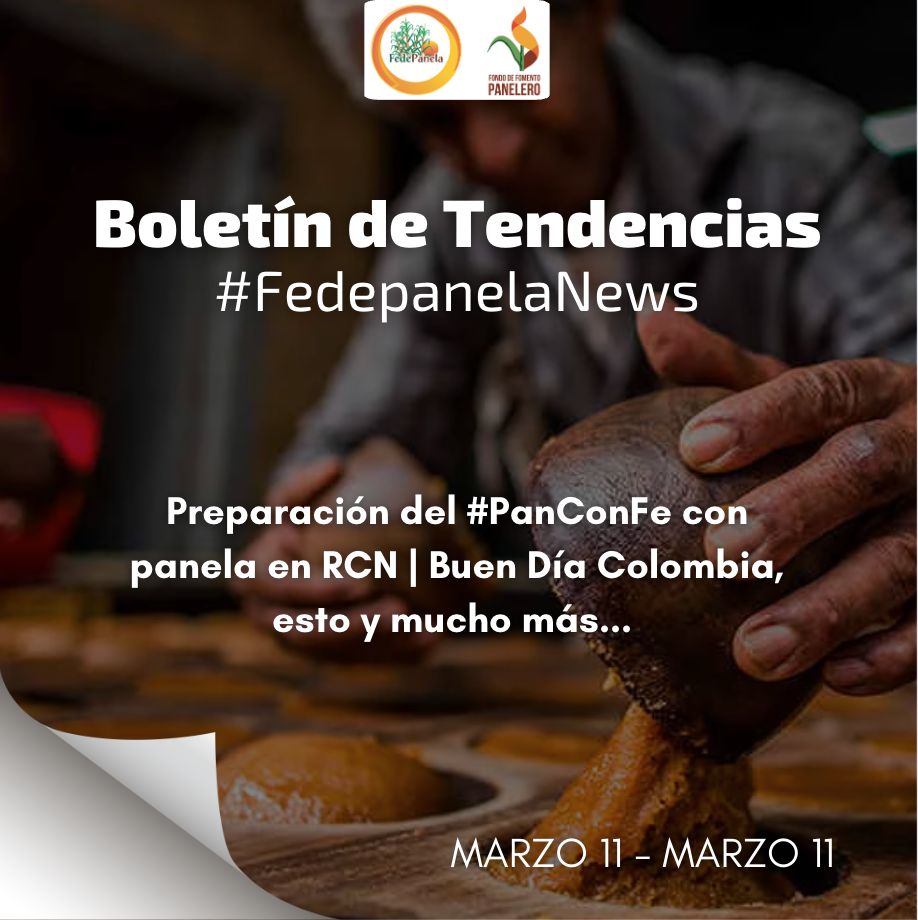 FedePanela
FONDO DE FOMENTO
PANELERO
Boletín de Tendencias
#FedepanelaNews
Preparación del #PanConFe con
panela en RCN | Buen Día Colombia,
esto y mucho más...
MARZO 11 - MARZO 11